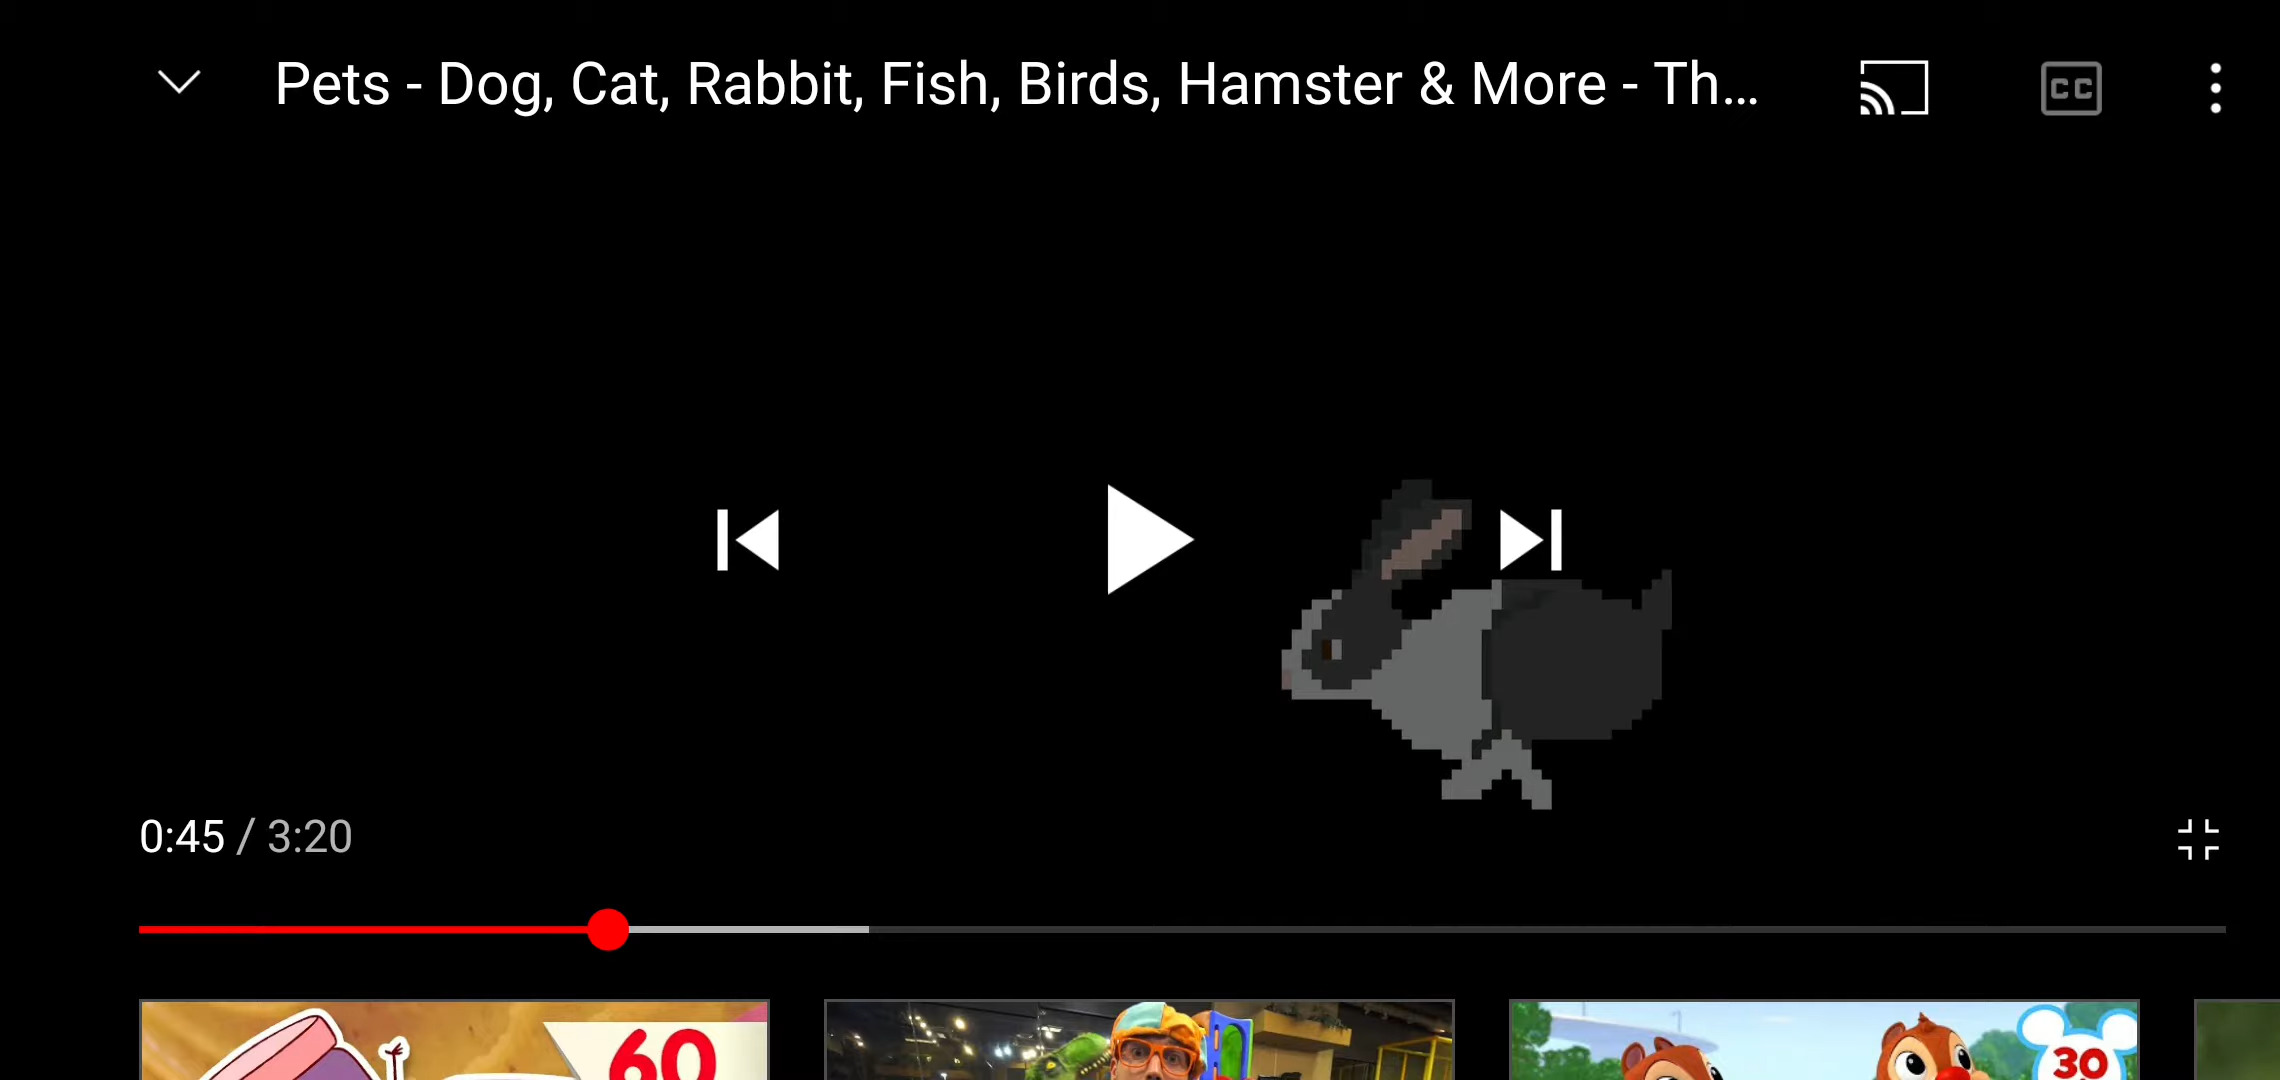 Pets - Dog, Cat, Rabbit, Fish, Birds, Hamster & More - Th...
CC
0:45 / 3:20
60
30